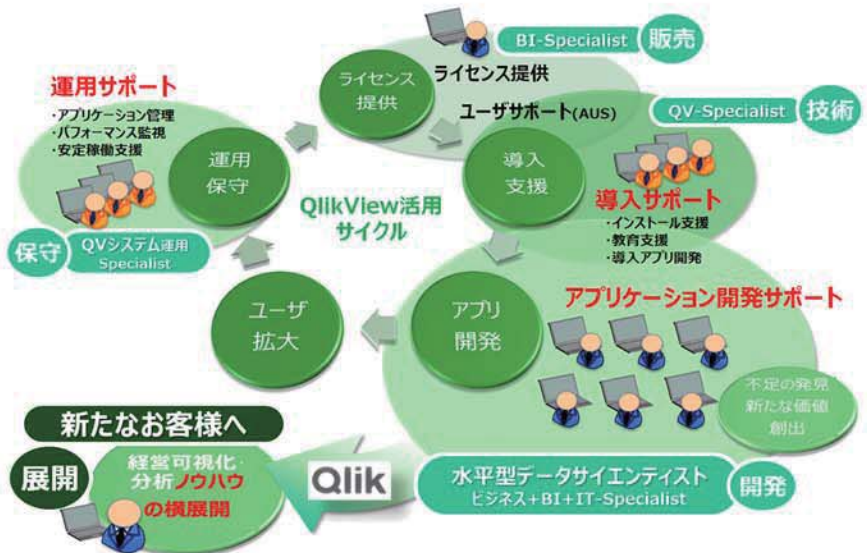 BI-Specialist
販売
ライセンス
提供
ライセンス提供
ユーザサポート(AUS)
QV-Specialist
技術
運用サポート
・アプリケーション管理
・パフォーマンス監視
・安定稼働支援
運用
保守
保守
QVシステム運用
Specialist
QlikView活用
サイクル
導入
支援
導入サポート
・インストール支援
・教育支援
・導入アプリ開発
アプリケーション開発サポート
アプリ
開発
ユーザ
拡大
不足の発見
新たな価値
創出
新たなお客様へ
展開
経営可視化・
分析ノウハウ
の横展開
Qlik
水平型データサイエンティスト
ビジネス+BI+IT-Specialist
開発